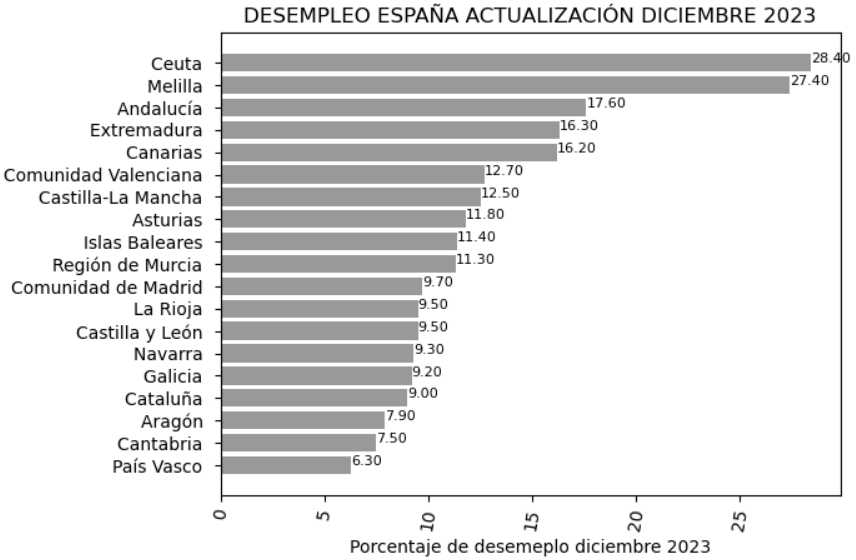 DESEMPLEO ESPAÑA ACTUALIZACIÓN DICIEMBRE 2023
Ceuta 28.40
Melilla 27.40
Andalucía 17.60
Extremadura 16.30
Canarias 16.20
Comunidad Valenciana 12.70
Castilla-La Mancha 12.50
Asturias 11.80
Islas Baleares 11.40
Región de Murcia 11.30
Comunidad de Madrid 9.70
La Rioja 9.50
Castilla y León 9.50
Navarra 9.30
Galicia 9.20
Cataluña 9.00
Aragón 7.90
Cantabria 7.50
País Vasco 6.30
0 5 10 15 20 25
Porcentaje de desemeplo diciembre 2023